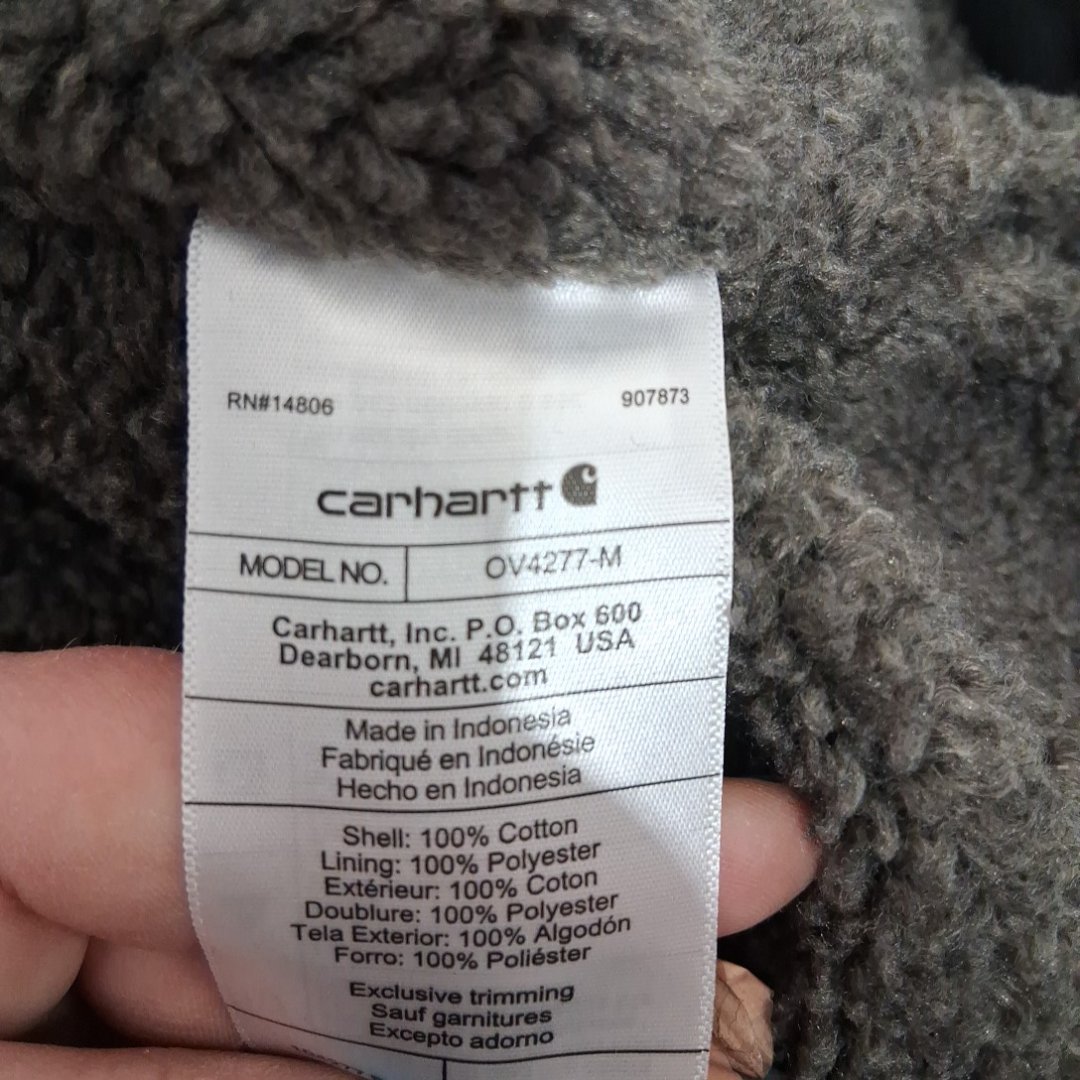 RN#14806
907873
carhartt
MODEL NO.
OV4277-M
Carhartt, Inc. P.O. Box 600
Dearborn, MI 48121 USA
carhartt.com
Made in Indonesia
Fabriqué en Indonésie
Hecho en Indonesia
Shell: 100% Cotton
Lining: 100% Polyester
Extérieur: 100% Coton
Doublure: 100% Polyester
Tela Exterior: 100% Algodón
Forro: 100% Poliéster
Exclusive trimming
Sauf garnitures
Excepto adorno